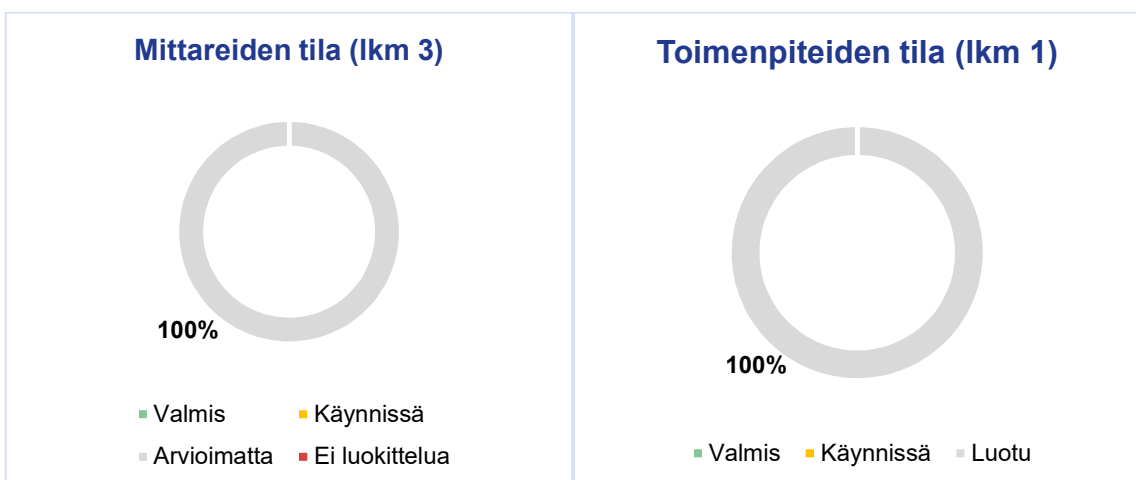 Mittareiden tila (lkm 3)
100%
Valmis
Käynnissä
Arvioimatta
Ei luokittelua
Toimenpiteiden tila (lkm 1)
100%
Valmis
Käynnissä
Luotu